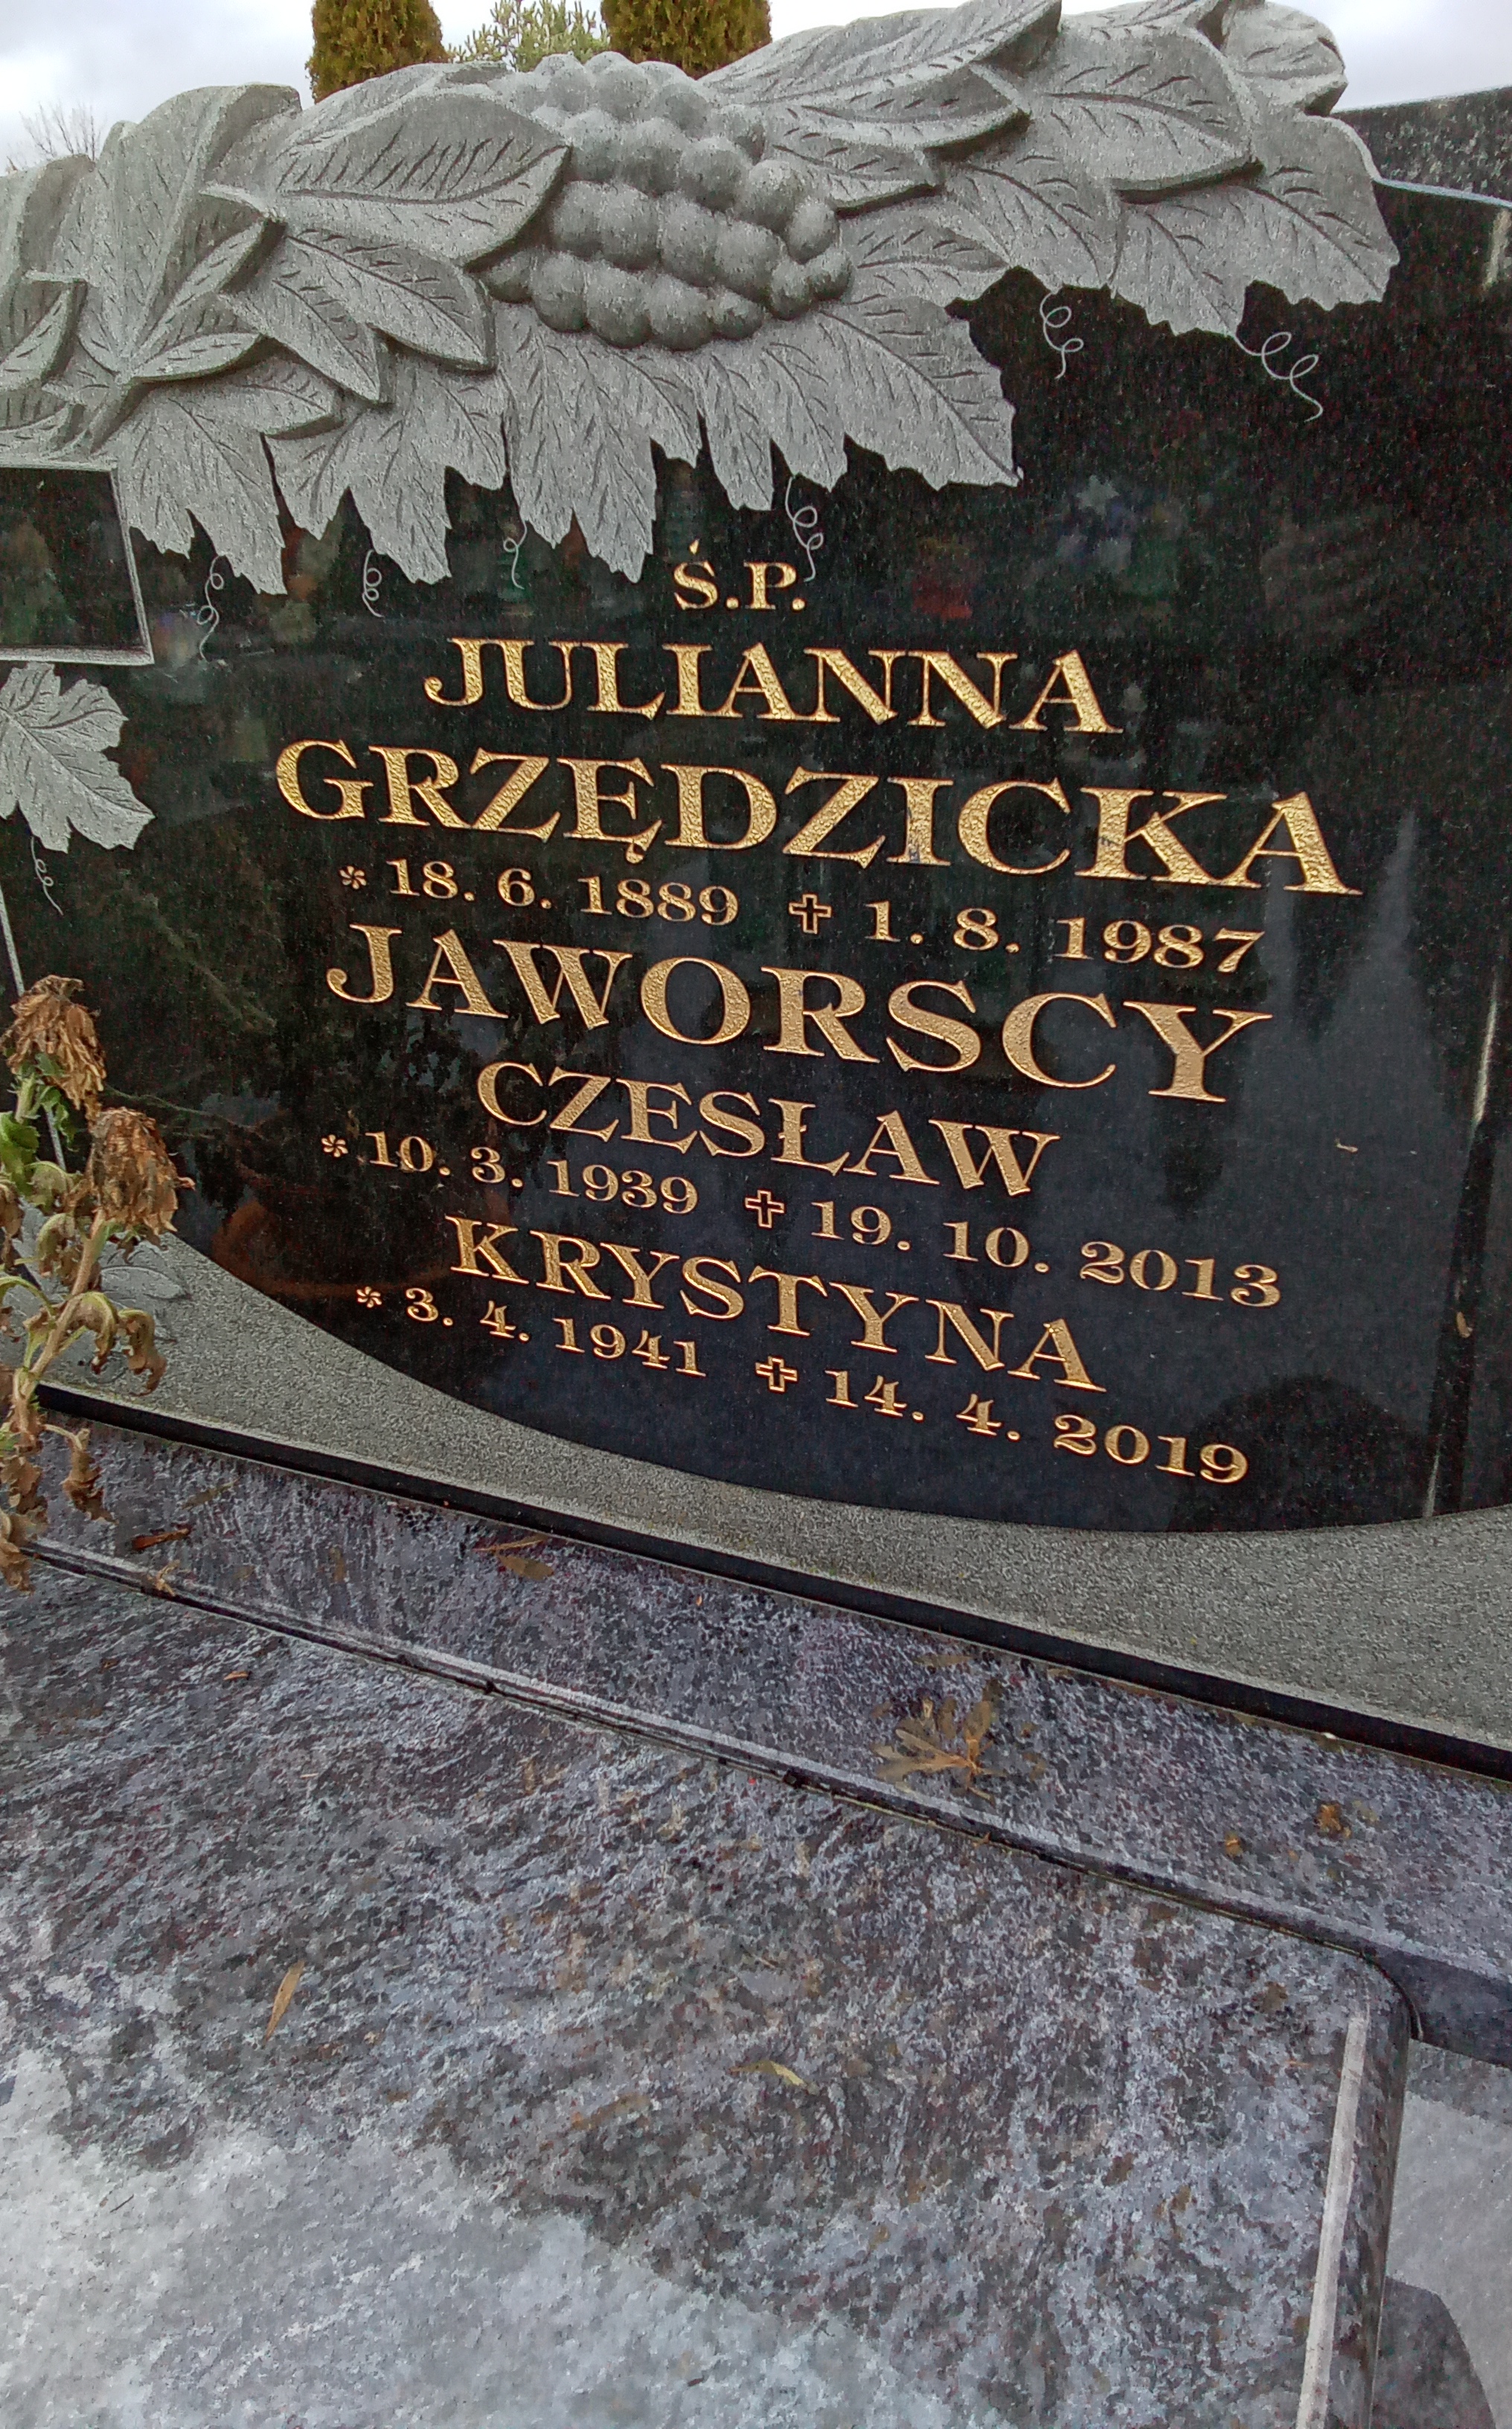 Ś.P.
JULIANNA
GRZĘDZICKA
* 18. 6. 1889 ✝ 1. 8. 1987
JAWORSCY
CZESŁAW
* 10. 3. 1939 ✝ 19. 10. 2013
KRYSTYNA
* 3. 4. 1941 ✝ 14. 4. 2019